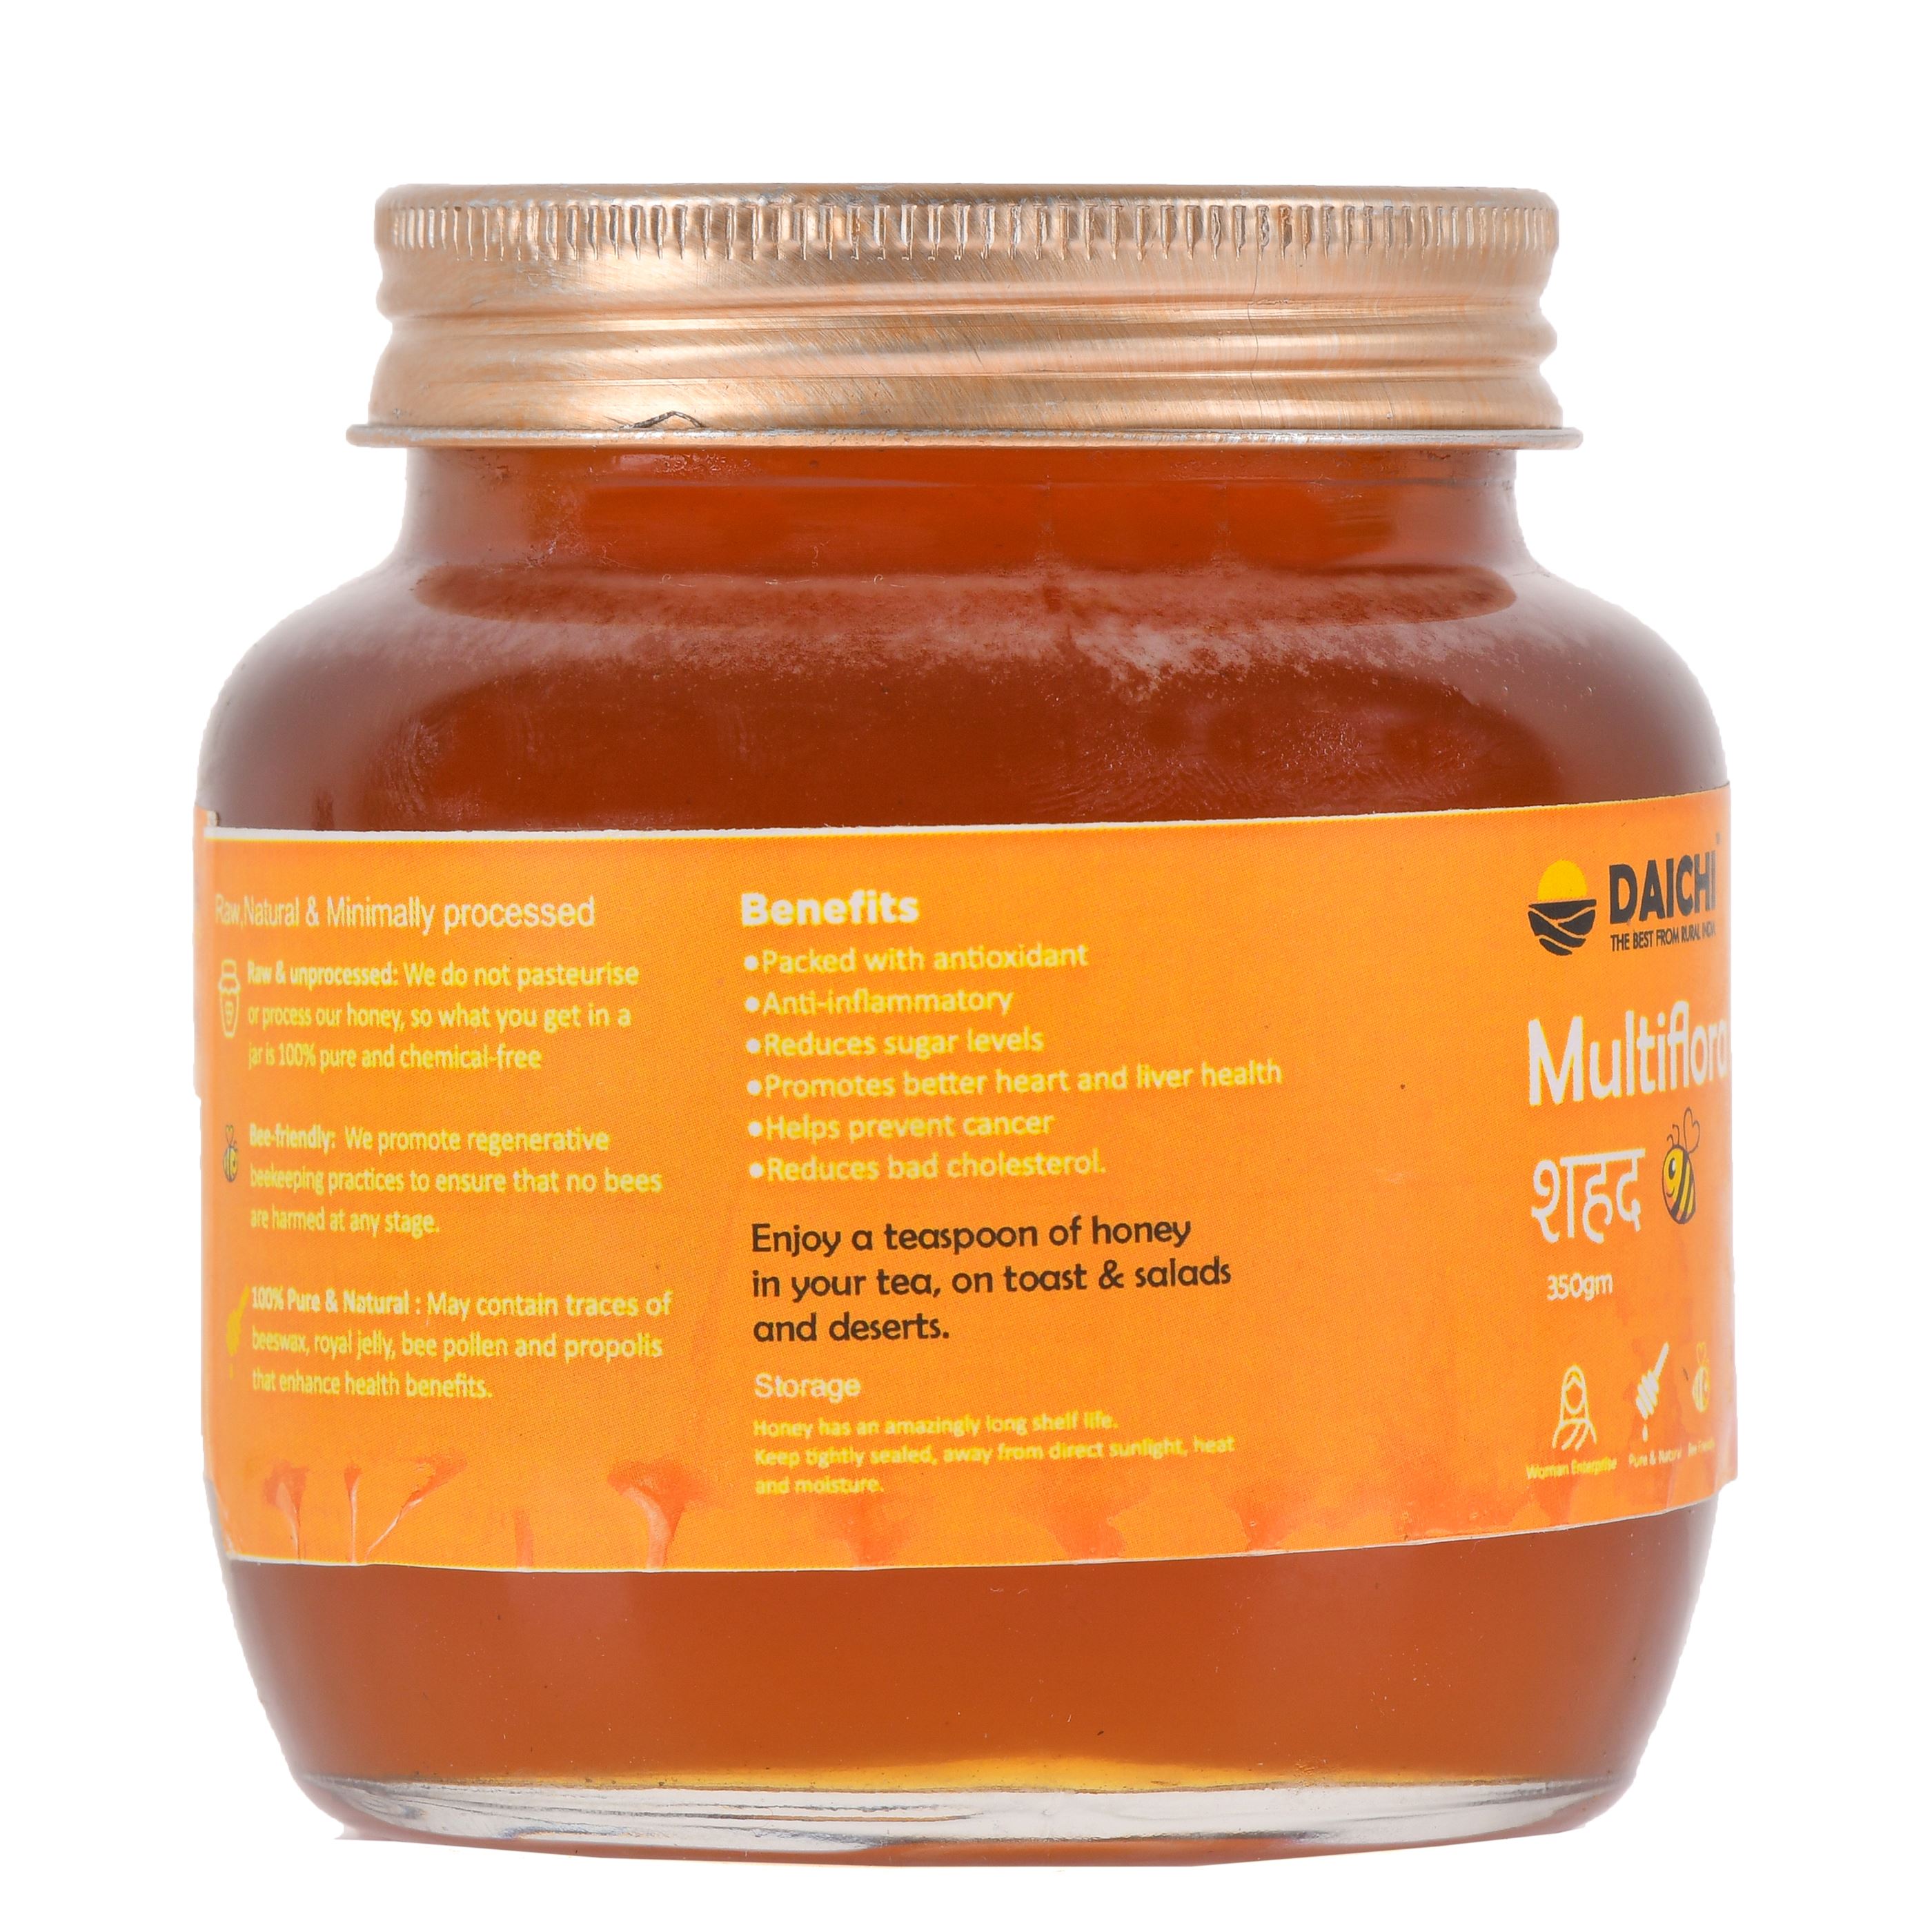 Raw,Natural & Minimally processed
Raw & unprocessed: We do not pasteurise
or process our honey, so what you get in a
jar is 100% pure and chemical-free
Bee-friendly: We promote regenerative
beekeeping practices to ensure that no bees
are harmed at any stage.
100% Pure & Natural : May contain traces of
beeswax, royal jelly, bee pollen and propolis
that enhance health benefits.
Benefits
●Packed with antioxidant
●Anti-inflammatory
●Reduces sugar levels
●Promotes better heart and liver health
●Helps prevent cancer
●Reduces bad cholesterol.
Enjoy a teaspoon of honey
in your tea, on toast & salads
and deserts.
Storage
Honey has an amazingly long shelf life.
Keep tightly sealed, away from direct sunlight, heat
and moisture.
DAICHI
THE BEST FROM RURAL INDIA
Multiflora
शहद
350gm
Woman Enterprise
Pure &